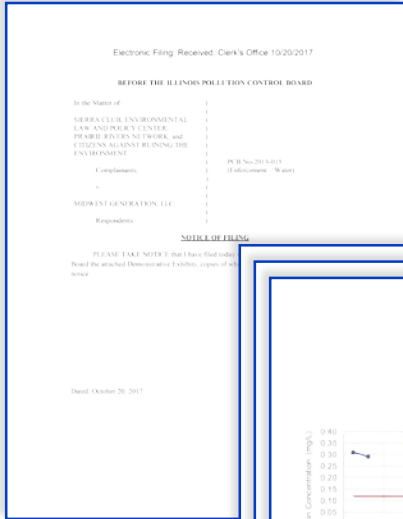 Electronic Filing: Received, Clerk's Office 10/20/2017
BEFORE THE ILLINOIS POLLUTION CONTROL BOARD
In the Matter of:
SIERRA CLUB, ENVIRONMENTAL
LAW AND POLICY CENTER,
PRAIRIE RIVERS NETWORK, and
CITIZENS AGAINST RUINING THE
ENVIRONMENT
PCB No 2013-015
Complainants,
(Enforcement – Water)
v.
MIDWEST GENERATION, LLC
Respondents
NOTICE OF FILING
PLEASE TAKE NOTICE that I have filed today
Board the attached Demonstrative Exhibits, copies of
Dated: October 20, 2017
Concentration (mg/L)
0.40
0.35
0.30
0.25
0.20
0.15
0.10
0.05